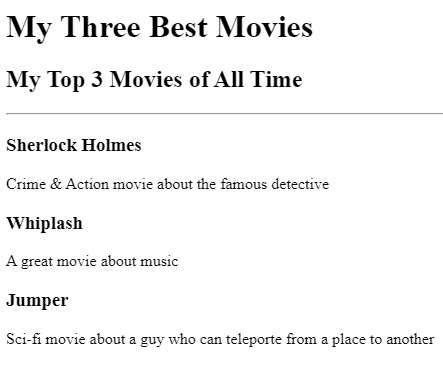 My Three Best Movies
My Top 3 Movies of All Time
Sherlock Holmes
Crime & Action movie about the famous detective
Whiplash
A great movie about music
Jumper
Sci-fi movie about a guy who can teleporte from a place to another